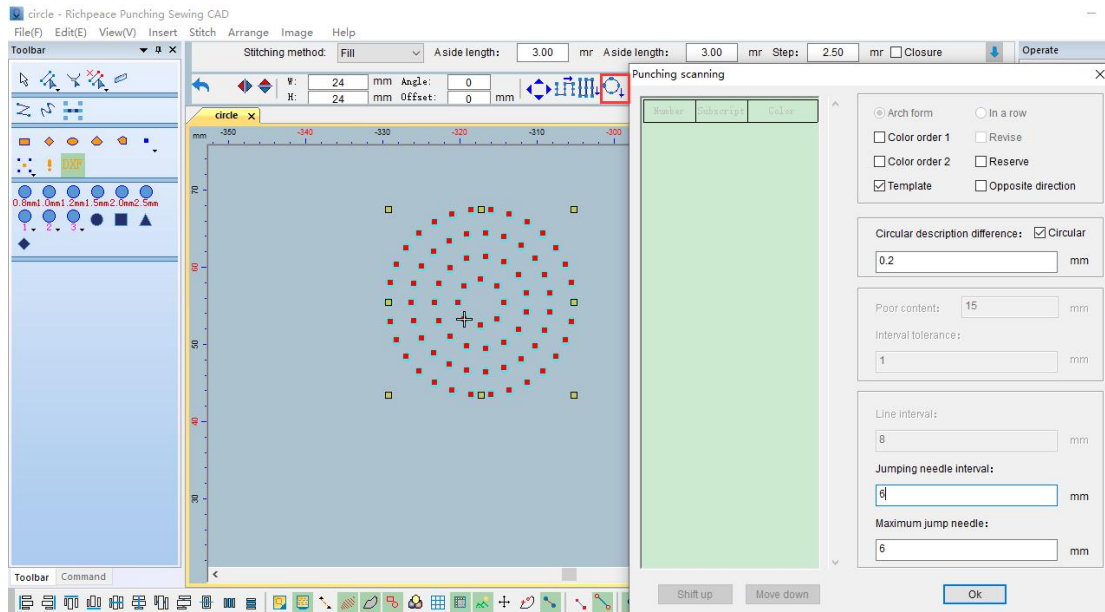 circle - Richpeace Punching Sewing CAD
File(F) Edit(E) View(V) Insert Stitch Arrange Image Help
Toolbar
Stitching method: Fill A side length: 3.00 mr A side length: 3.00 mr Step: 2.50 mr Closure
Operate
W: 24 mm Angle: 0
H: 24 mm Offset: 0 mm
circle x
mm -350 -340 -330 -320 -310 -300
DXF
0.8mm1.0mm1.2mm1.5mm2.0mm2.5mm
1 2 3
70
60
50
40
30
Punching scanning
Number Subscript Color
Arch form In a row
Color order 1 Revise
Color order 2 Reserve
Template Opposite direction
Circular description difference: Circular
0.2 mm
Poor content: 15 mm
Interval tolerance:
1 mm
Line interval:
8 mm
Jumping needle interval:
6 mm
Maximum jump needle:
6 mm
Shift up Move down Ok
Toolbar Command